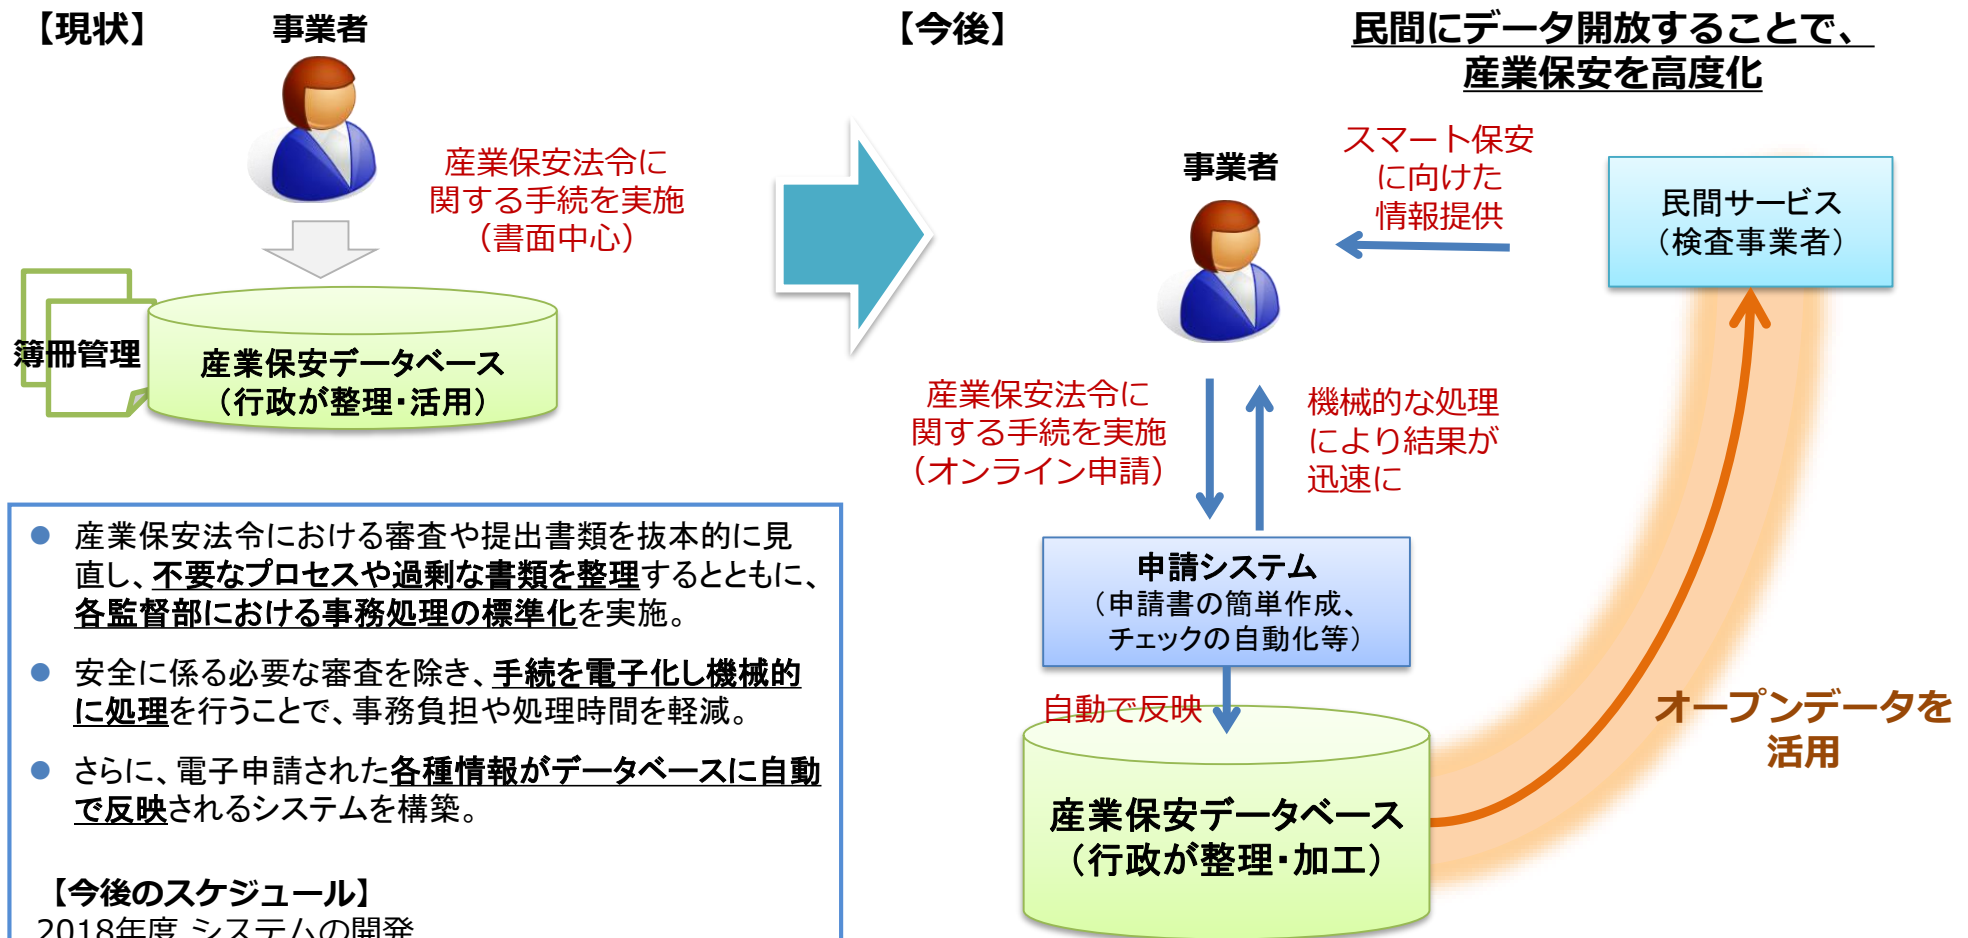 【現状】
事業者
産業保安法令に
関する手続を実施
（書面中心）
簿冊管理
産業保安データベース
（行政が整理・活用）
● 産業保安法令における審査や提出書類を抜本的に見
直し、不要なプロセスや過剰な書類を整理するとともに、
各監督部における事務処理の標準化を実施。
● 安全に係る必要な審査を除き、手続を電子化し機械的
に処理を行うことで、事務負担や処理時間を軽減。
● さらに、電子申請された各種情報がデータベースに自動
で反映されるシステムを構築。
【今後のスケジュール】
2018年度 システムの開発
【今後】
民間にデータ開放することで、
産業保安を高度化
事業者
スマート保安
に向けた
情報提供
民間サービス
（検査事業者）
産業保安法令に
関する手続を実施
（オンライン申請）
機械的な処理
により結果が
迅速に
申請システム
（申請書の簡単作成、
チェックの自動化等）
自動で反映
産業保安データベース
（行政が整理・加工）
オープンデータを
活用